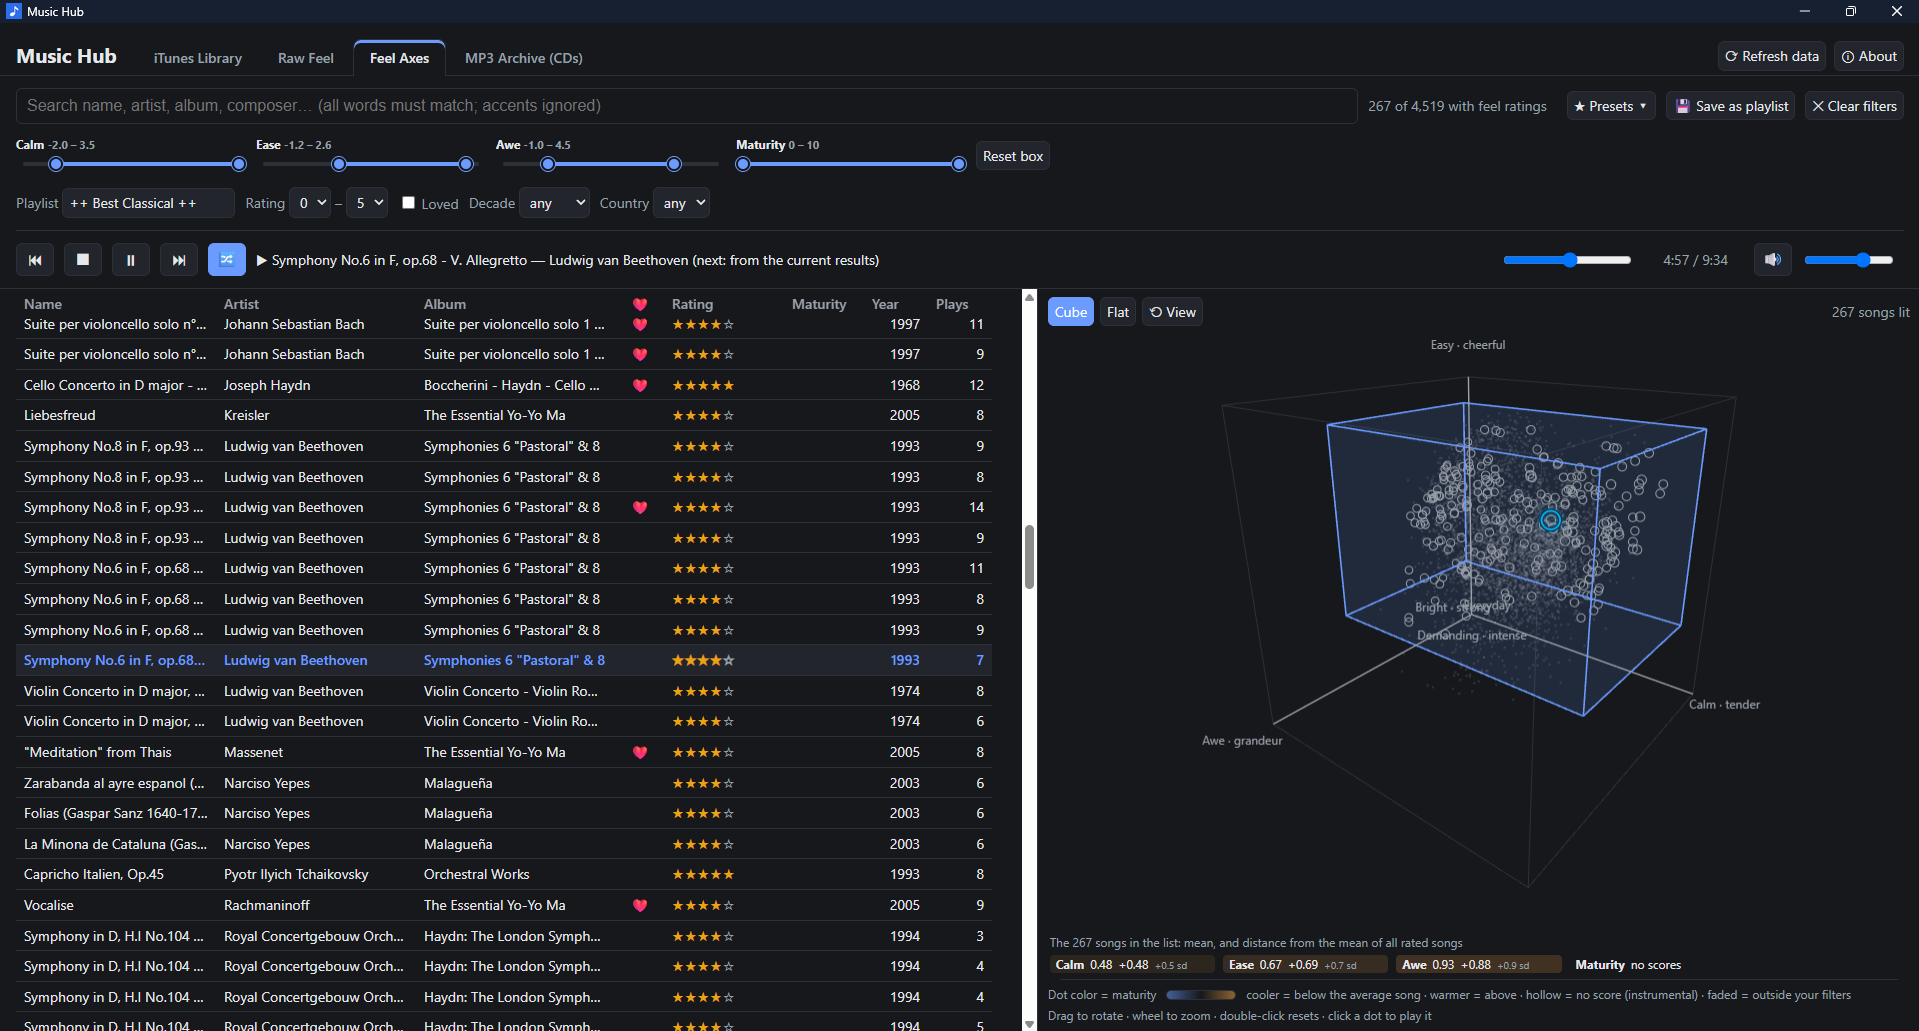 Music Hub
Music Hub iTunes Library Raw Feel Feel Axes MP3 Archive (CDs) Refresh data About
Search name, artist, album, composer… (all words must match; accents ignored) 267 of 4,519 with feel ratings ★ Presets ▼ Save as playlist Clear filters
Calm -2.0 – 3.5 Ease -1.2 – 2.6 Awe -1.0 – 4.5 Maturity 0 – 10
Reset box
Playlist ++ Best Classical ++ Rating 0 – 5 Loved Decade any Country any
▶ Symphony No.6 in F, op.68 - V. Allegretto — Ludwig van Beethoven (next: from the current results) 4:57 / 9:34
Name Artist Album ❤ Rating Maturity Year Plays
Suite per violoncello solo n°... Johann Sebastian Bach Suite per violoncello solo 1 ... ❤ ★★★★☆ 1997 11
Suite per violoncello solo n°... Johann Sebastian Bach Suite per violoncello solo 1 ... ❤ ★★★★☆ 1997 9
Cello Concerto in D major - ... Joseph Haydn Boccherini - Haydn - Cello ... ❤ ★★★★★ 1968 12
Liebesfreud Kreisler The Essential Yo-Yo Ma ★★★★☆ 2005 8
Symphony No.8 in F, op.93 ... Ludwig van Beethoven Symphonies 6 "Pastoral" & 8 ★★★★☆ 1993 9
Symphony No.8 in F, op.93 ... Ludwig van Beethoven Symphonies 6 "Pastoral" & 8 ★★★★☆ 1993 8
Symphony No.8 in F, op.93 ... Ludwig van Beethoven Symphonies 6 "Pastoral" & 8 ❤ ★★★★☆ 1993 14
Symphony No.8 in F, op.93 ... Ludwig van Beethoven Symphonies 6 "Pastoral" & 8 ★★★★☆ 1993 9
Symphony No.6 in F, op.68 ... Ludwig van Beethoven Symphonies 6 "Pastoral" & 8 ★★★★☆ 1993 11
Symphony No.6 in F, op.68 ... Ludwig van Beethoven Symphonies 6 "Pastoral" & 8 ★★★★☆ 1993 8
Symphony No.6 in F, op.68 ... Ludwig van Beethoven Symphonies 6 "Pastoral" & 8 ★★★★☆ 1993 9
Symphony No.6 in F, op.68... Ludwig van Beethoven Symphonies 6 "Pastoral" & 8 ★★★★☆ 1993 7
Violin Concerto in D major, ... Ludwig van Beethoven Violin Concerto - Violin Ro... ★★★★☆ 1974 8
Violin Concerto in D major, ... Ludwig van Beethoven Violin Concerto - Violin Ro... ★★★★☆ 1974 6
"Meditation" from Thais Massenet The Essential Yo-Yo Ma ❤ ★★★★☆ 2005 8
Zarabanda al ayre espanol (... Narciso Yepes Malagueña ★★★★☆ 2003 6
Folias (Gaspar Sanz 1640-17... Narciso Yepes Malagueña ★★★★☆ 2003 6
La Minona de Cataluna (Gas... Narciso Yepes Malagueña ★★★★☆ 2003 6
Capricho Italien, Op.45 Pyotr Ilyich Tchaikovsky Orchestral Works ★★★★★ 1993 8
Vocalise Rachmaninoff The Essential Yo-Yo Ma ❤ ★★★★☆ 2005 9
Symphony in D, H.I No.104 ... Royal Concertgebouw Orch... Haydn: The London Symph... ★★★★☆ 1994 3
Symphony in D, H.I No.104 ... Royal Concertgebouw Orch... Haydn: The London Symph... ★★★★☆ 1994 4
Symphony in D, H.I No.104 ... Royal Concertgebouw Orch... Haydn: The London Symph... ★★★★☆ 1994 4
Symphony in D, H.I No.104 ... Royal Concertgebouw Orch... Haydn: The London Symph... ★★★★☆ 1994 5
Cube Flat View 267 songs lit
Easy · cheerful
Bright ·
Demanding · intense
Calm · tender
Awe · grandeur
The 267 songs in the list: mean, and distance from the mean of all rated songs
Calm 0.48 +0.48 +0.5 sd Ease 0.67 +0.69 +0.7 sd Awe 0.93 +0.88 +0.9 sd Maturity no scores
Dot color = maturity cooler = below the average song · warmer = above · hollow = no score (instrumental) · faded = outside your filters
Drag to rotate · wheel to zoom · double-click resets · click a dot to play it